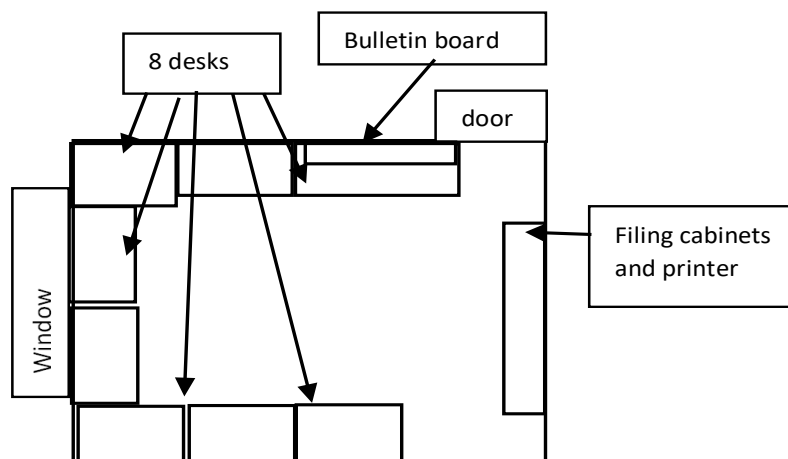 Bulletin board
8 desks
door
Filing cabinets
and printer
Window